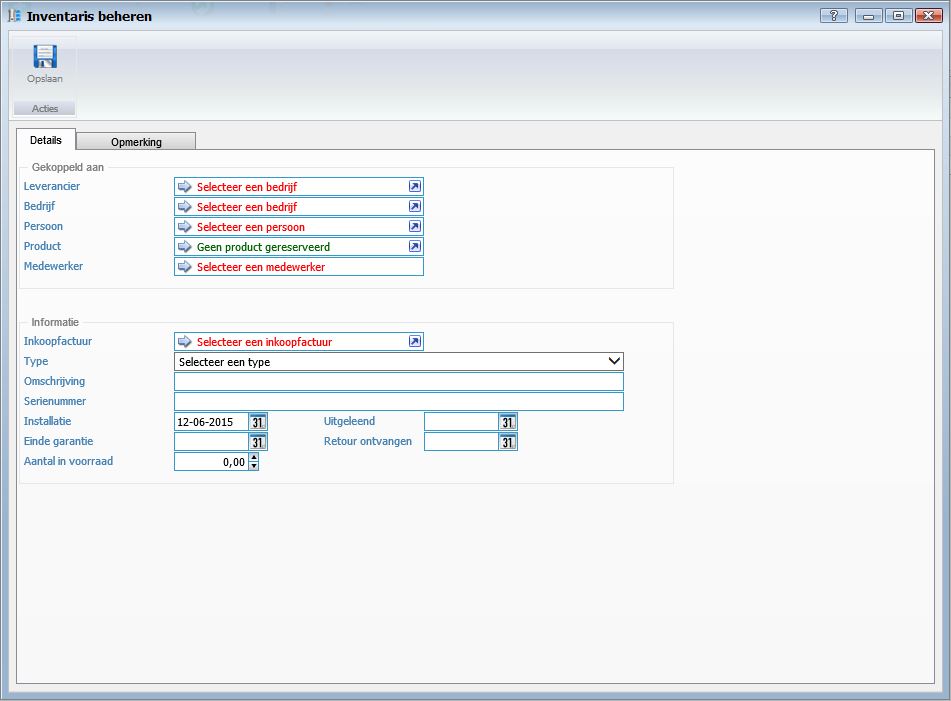 Inventaris beheren
?
Opslaan
Acties
Details Opmerking
Gekoppeld aan
Leverancier Selecteer een bedrijf
Bedrijf Selecteer een bedrijf
Persoon Selecteer een persoon
Product Geen product gereserveerd
Medewerker Selecteer een medewerker
Informatie
Inkoopfactuur Selecteer een inkoopfactuur
Type Selecteer een type
Omschrijving
Serienummer
Installatie 12-06-2015 31 Uitgeleend 31
Einde garantie 31 Retour ontvangen 31
Aantal in voorraad 0,00